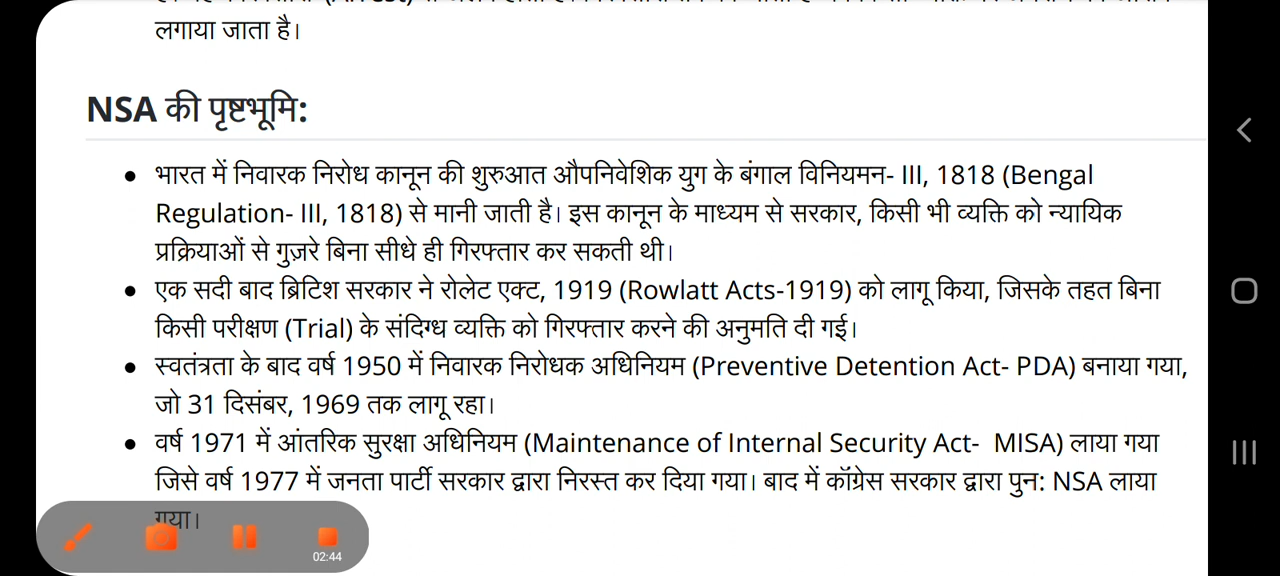 लगाया जाता है।
NSA की पृष्टभूमि:
भारत में निवारक निरोध कानून की शुरुआत औपनिवेशिक युग के बंगाल विनियमन- III, 1818 (Bengal
Regulation- III, 1818) से मानी जाती है। इस कानून के माध्यम से सरकार, किसी भी व्यक्ति को न्यायिक
प्रक्रियाओं से गुज़रे बिना सीधे ही गिरफ्तार कर सकती थी।
एक सदी बाद ब्रिटिश सरकार ने रोलेट एक्ट, 1919 (Rowlatt Acts-1919) को लागू किया, जिसके तहत बिना
किसी परीक्षण (Trial) के संदिग्ध व्यक्ति को गिरफ्तार करने की अनुमति दी गई।
स्वतंत्रता के बाद वर्ष 1950 में निवारक निरोधक अधिनियम (Preventive Detention Act- PDA) बनाया गया,
जो 31 दिसंबर, 1969 तक लागू रहा।
वर्ष 1971 में आंतरिक सुरक्षा अधिनियम (Maintenance of Internal Security Act- MISA) लाया गया
जिसे वर्ष 1977 में जनता पार्टी सरकार द्वारा निरस्त कर दिया गया। बाद में कॉंग्रेस सरकार द्वारा पुन: NSA लाया
गया।
02:44